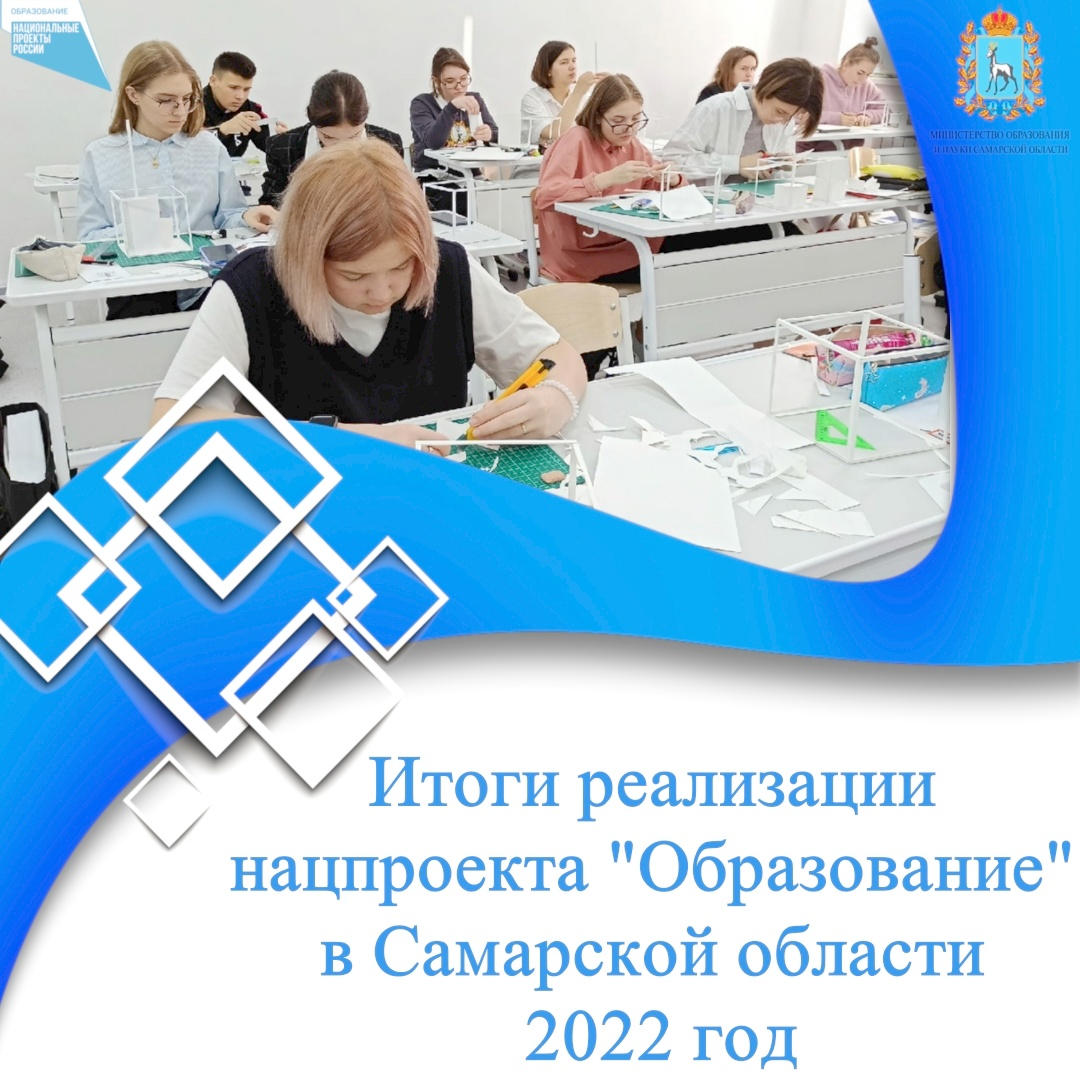 ОБРАЗОВАНИЕ
НАЦИОНАЛЬНЫЕ
ПРОЕКТЫ
РОССИИ
МИНИСТЕРСТВО ОБРАЗОВАНИЯ
И НАУКИ САМАРСКОЙ ОБЛАСТИ
Итоги реализации
нацпроекта "Образование"
в Самарской области
2022 год